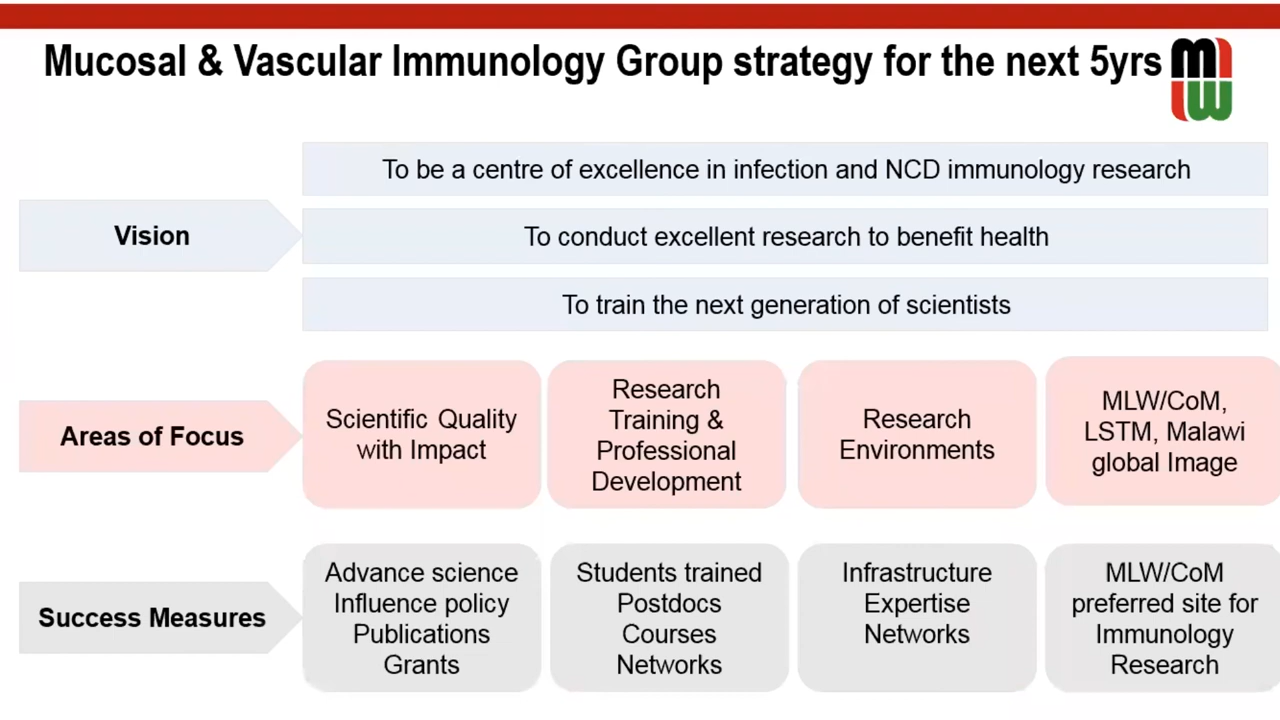 Mucosal & Vascular Immunology Group strategy for the next 5yrs
mlw
To be a centre of excellence in infection and NCD immunology research
Vision
To conduct excellent research to benefit health
To train the next generation of scientists
Areas of Focus
Scientific Quality
with Impact
Research
Training &
Professional
Development
Research
Environments
MLW/CoM,
LSTM, Malawi
global Image
Success Measures
Advance science
Influence policy
Publications
Grants
Students trained
Postdocs
Courses
Networks
Infrastructure
Expertise
Networks
MLW/CoM
preferred site for
Immunology
Research